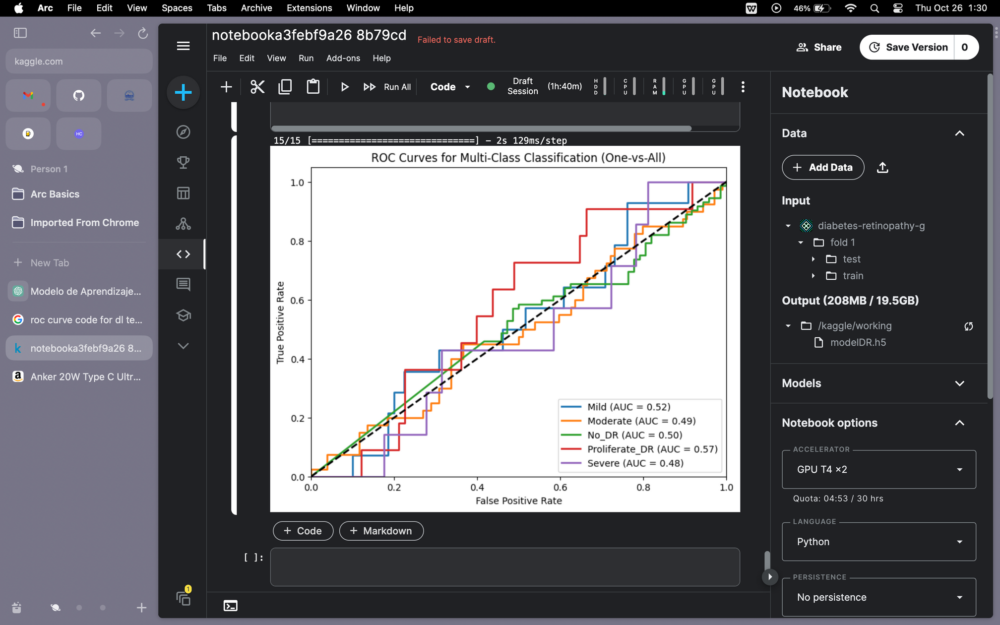 Arc File Edit View Spaces Tabs Archive Extensions Window Help
46% Thu Oct 26 1:30
kaggle.com
HC
Person 1
Arc Basics
Imported From Chrome
New Tab
Modelo de Aprendizaje...
roc curve code for dl te...
notebooka3febf9a26 8...
Anker 20W Type C Ultr...
1
notebooka3febf9a26 8b79cd Failed to save draft.
File Edit View Run Add-ons Help
Share
Save Version 0
Run All
Code
Draft
Session
(1h:40m)
HDD
CPU
RAM
GPU
GPU
15/15 [==============================] - 2s 129ms/step
ROC Curves for Multi-Class Classification (One-vs-All)
True Positive Rate
1.0
0.8
0.6
0.4
0.2
0.0
0.0 0.2 0.4 0.6 0.8 1.0
False Positive Rate
Mild (AUC = 0.52)
Moderate (AUC = 0.49)
No_DR (AUC = 0.50)
Proliferate_DR (AUC = 0.57)
Severe (AUC = 0.48)
+ Code
+ Markdown
[ ]:
Notebook
Data
Add Data
Input
diabetes-retinopathy-g
fold 1
test
train
Output (208MB / 19.5GB)
/kaggle/working
modelDR.h5
Models
Notebook options
ACCELERATOR
GPU T4 ×2
Quota: 04:53 / 30 hrs
LANGUAGE
Python
PERSISTENCE
No persistence